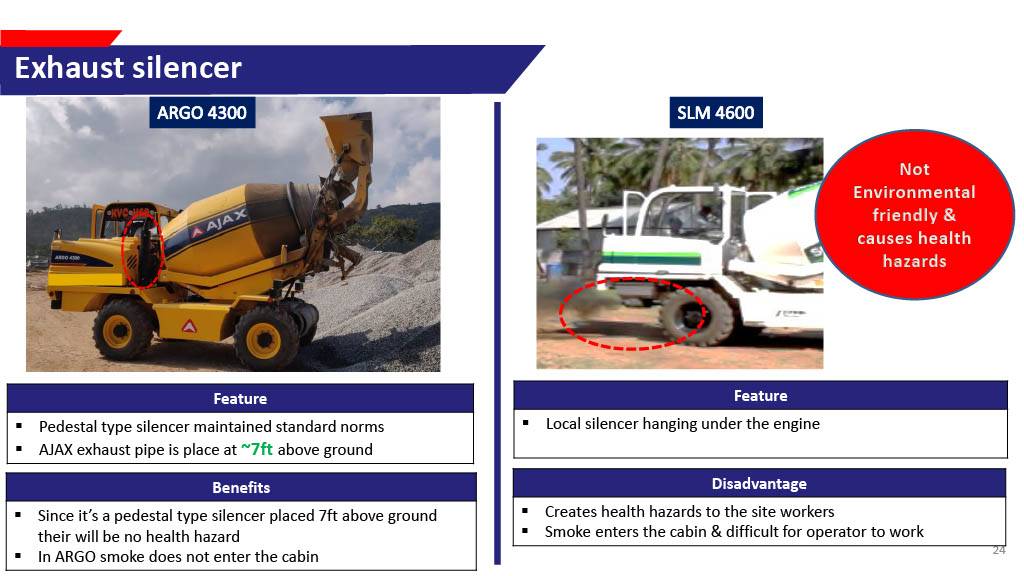 Exhaust silencer
ARGO 4300
AJAX
ARGO 4300
Feature
▪ Pedestal type silencer maintained standard norms
▪ AJAX exhaust pipe is place at ~7ft above ground
Benefits
▪ Since it's a pedestal type silencer placed 7ft above ground
their will be no health hazard
▪ In ARGO smoke does not enter the cabin
SLM 4600
Not
Environmental
friendly &
causes health
hazards
Feature
▪ Local silencer hanging under the engine
Disadvantage
▪ Creates health hazards to the site workers
▪ Smoke enters the cabin & difficult for operator to work
24